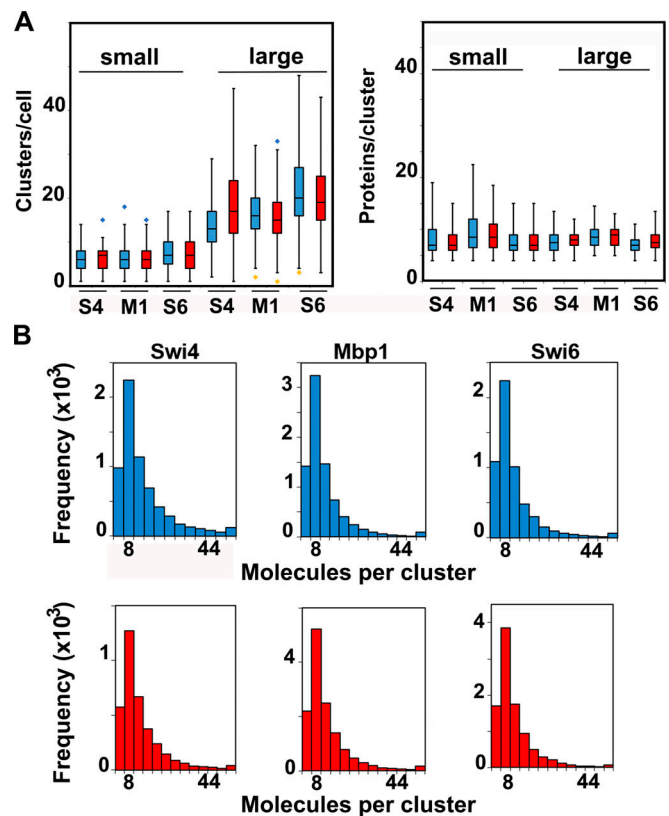 A
small large
Clusters/cell
40
20
0
S4 M1 S6 S4 M1 S6
small large
Proteins/cluster
40
20
0
S4 M1 S6 S4 M1 S6
B
Swi4 Mbp1 Swi6
Frequency (x10³)
2
1
0
3
2
1
0
2
1
0
8 44 8 44 8 44
Molecules per cluster
Frequency (x10³)
1
0
4
2
0
4
2
0
8 44 8 44 8 44
Molecules per cluster